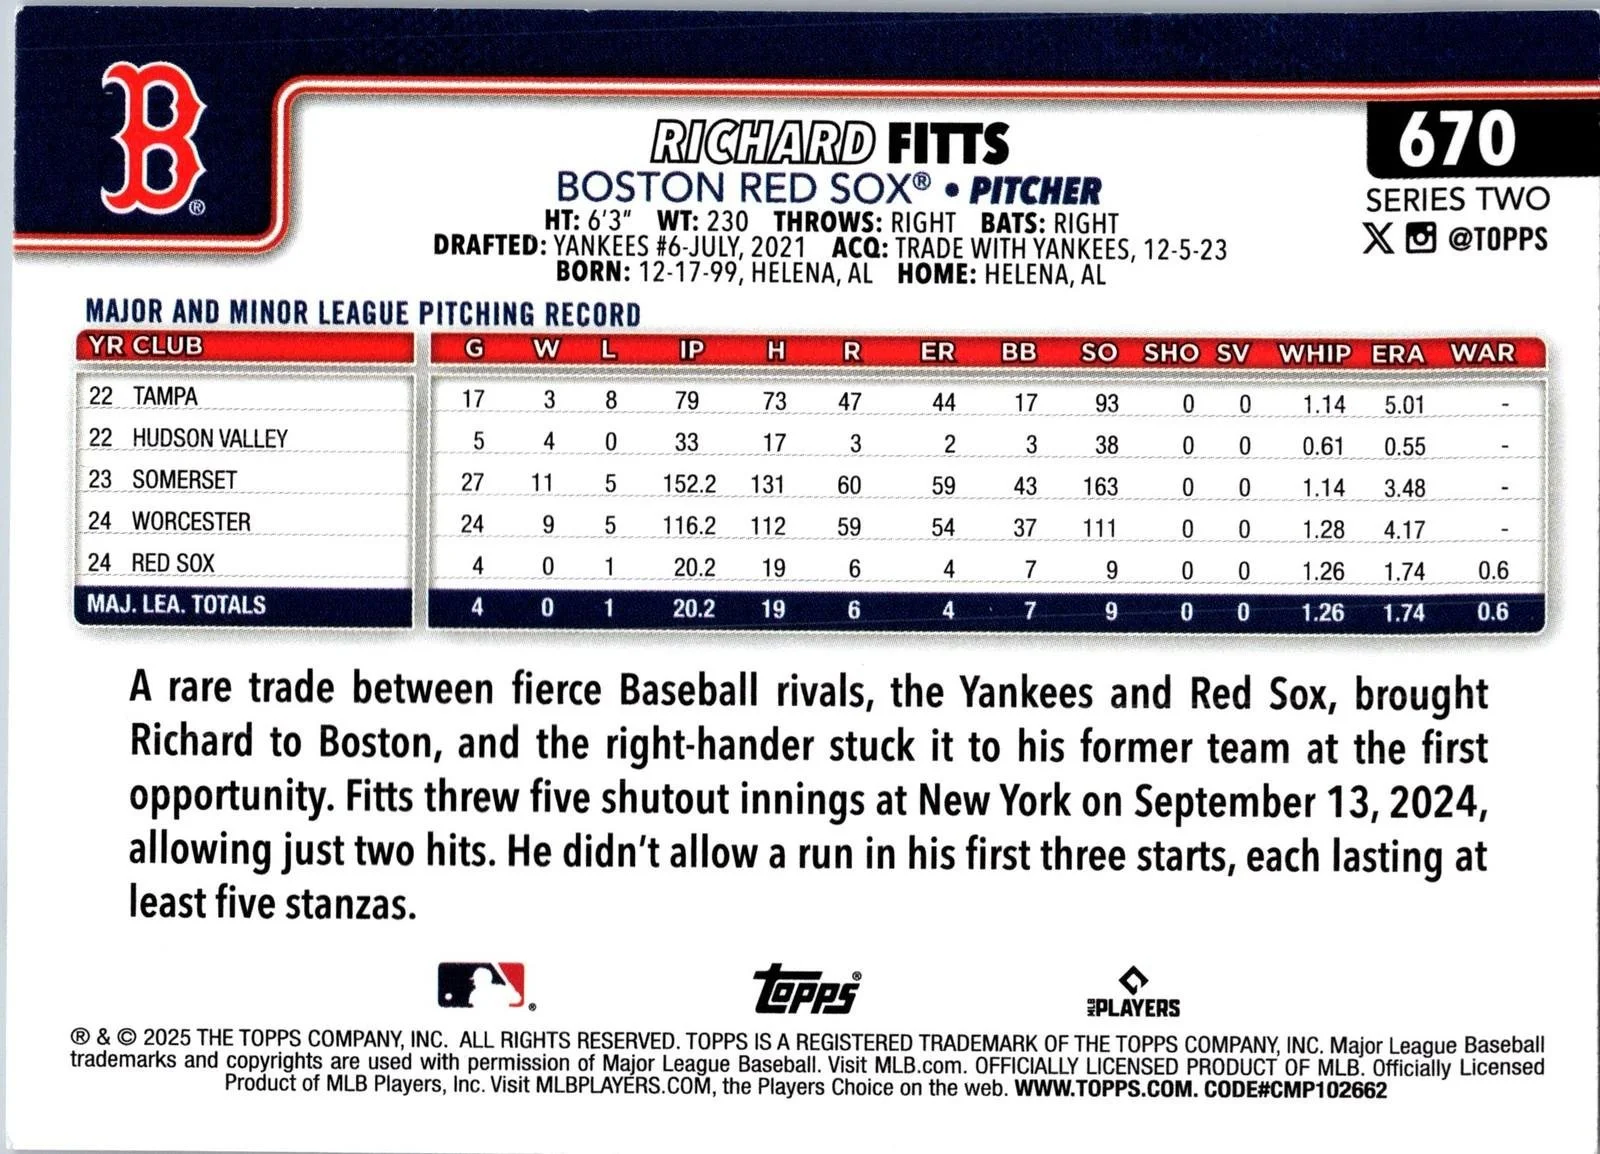 B®
RICHARD FITTS
670
BOSTON RED SOX® • PITCHER
SERIES TWO
HT: 6'3" WT: 230 THROWS: RIGHT BATS: RIGHT
X @TOPPS
DRAFTED: YANKEES #6-JULY, 2021 ACQ: TRADE WITH YANKEES, 12-5-23
BORN: 12-17-99, HELENA, AL HOME: HELENA, AL
MAJOR AND MINOR LEAGUE PITCHING RECORD
YR CLUB G W L IP H R ER BB SO SHO SV WHIP ERA WAR
22 TAMPA 17 3 8 79 73 47 44 17 93 0 0 1.14 5.01 -
22 HUDSON VALLEY 5 4 0 33 17 3 2 3 38 0 0 0.61 0.55 -
23 SOMERSET 27 11 5 152.2 131 60 59 43 163 0 0 1.14 3.48 -
24 WORCESTER 24 9 5 116.2 112 59 54 37 111 0 0 1.28 4.17 -
24 RED SOX 4 0 1 20.2 19 6 4 7 9 0 0 1.26 1.74 0.6
MAJ. LEA. TOTALS 4 0 1 20.2 19 6 4 7 9 0 0 1.26 1.74 0.6
A rare trade between fierce Baseball rivals, the Yankees and Red Sox, brought
Richard to Boston, and the right-hander stuck it to his former team at the first
opportunity. Fitts threw five shutout innings at New York on September 13, 2024,
allowing just two hits. He didn't allow a run in his first three starts, each lasting at
least five stanzas.
® Topps® MLB PLAYERS
® & © 2025 THE TOPPS COMPANY, INC. ALL RIGHTS RESERVED. TOPPS IS A REGISTERED TRADEMARK OF THE TOPPS COMPANY, INC. Major League Baseball
trademarks and copyrights are used with permission of Major League Baseball. Visit MLB.com. OFFICIALLY LICENSED PRODUCT OF MLB. Officially Licensed
Product of MLB Players, Inc. Visit MLBPLAYERS.COM, the Players Choice on the web. WWW.TOPPS.COM. CODE#CMP102662